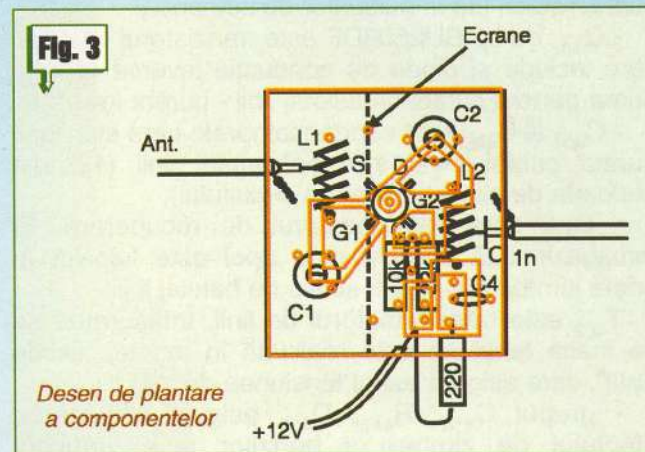 Fig. 3
Ecrane
C2
L1
Ant.
L2
S
D
G2
G1
C
1n
10k
C4
C1
220
Desen de plantare
a componentelor
+12V